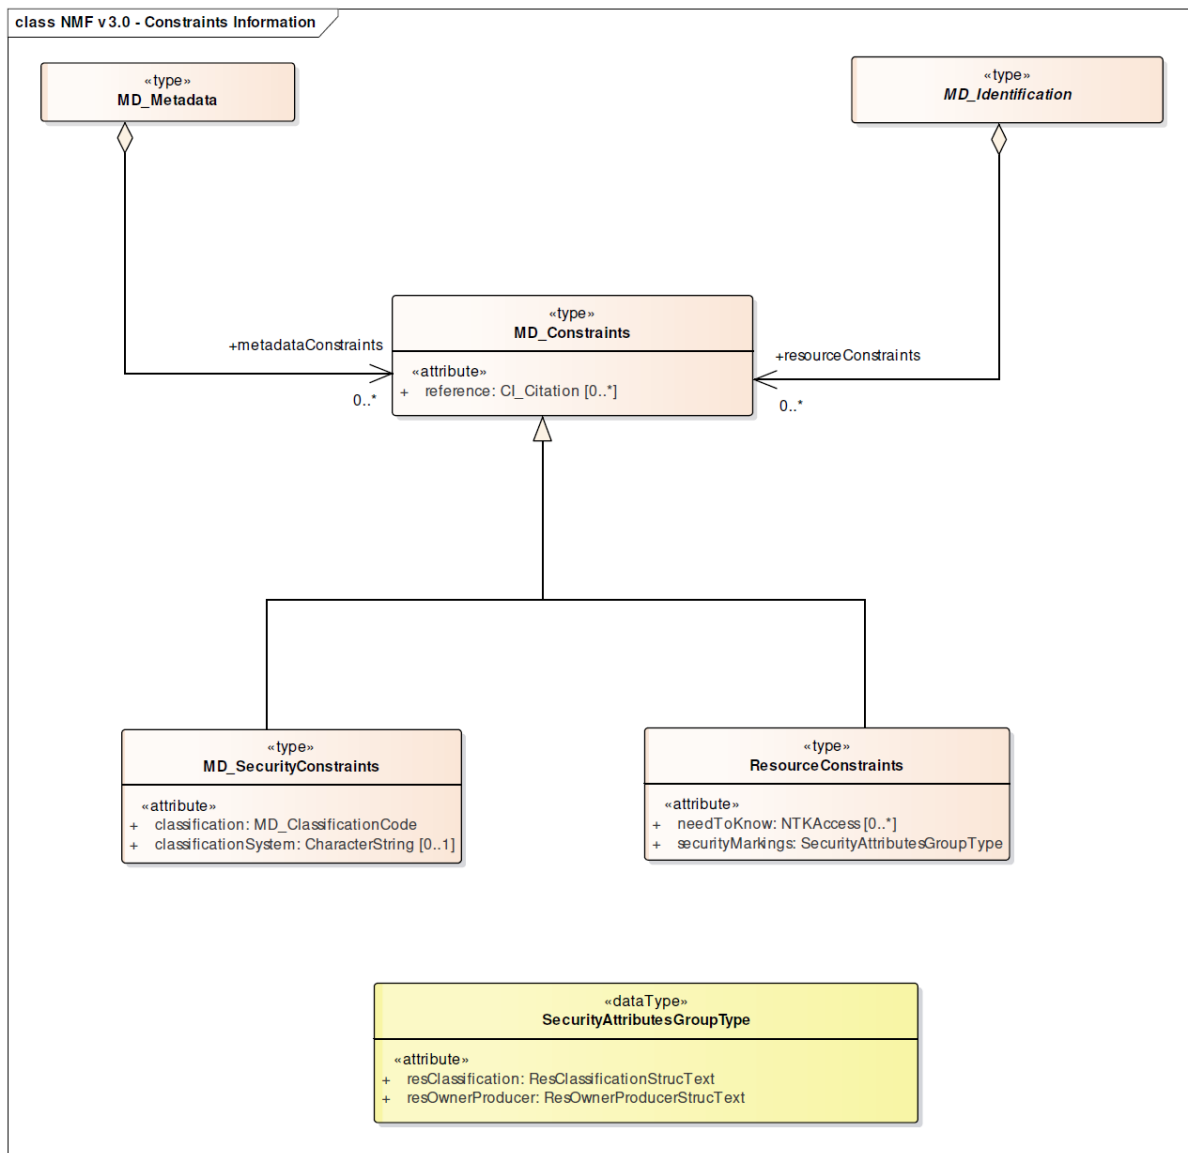 class NMF v 3.0 - Constraints Information
«type»
MD_Metadata
«type»
MD_Identification
«type»
MD_Constraints
«attribute»
+ reference: CI_Citation [0..*]
+metadataConstraints
0..*
+resourceConstraints
0..*
«type»
MD_SecurityConstraints
«attribute»
+ classification: MD_ClassificationCode
+ classificationSystem: CharacterString [0..1]
«type»
ResourceConstraints
«attribute»
+ needToKnow: NTKAccess [0..*]
+ securityMarkings: SecurityAttributesGroupType
«dataType»
SecurityAttributesGroupType
«attribute»
+ resClassification: ResClassificationStrucText
+ resOwnerProducer: ResOwnerProducerStrucText